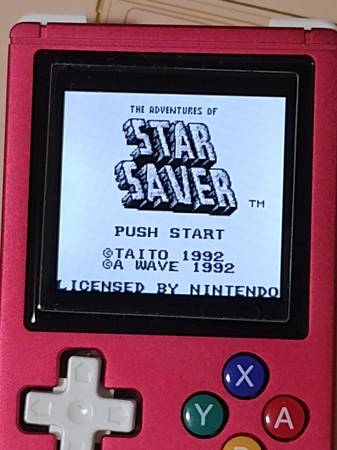 THE ADVENTURES OF
STAR
SAVER TM
PUSH START
©TAITO 1992
©A WAVE 1992
LICENSED BY NINTENDO
X
Y A